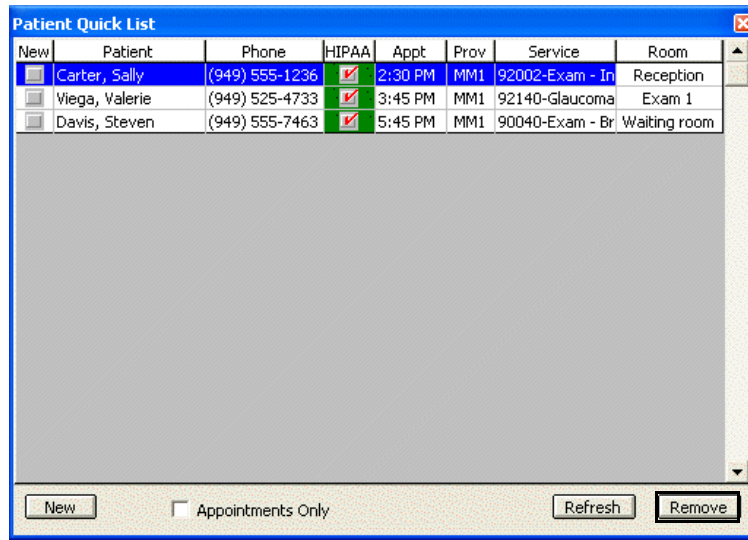 Patient Quick List
New Patient Phone HIPAA Appt Prov Service Room
Carter, Sally (949) 555-1236 2:30 PM MM1 92002-Exam - In Reception
Viega, Valerie (949) 525-4733 3:45 PM MM1 92140-Glaucoma Exam 1
Davis, Steven (949) 555-7463 5:45 PM MM1 90040-Exam - Br Waiting room
New Appointments Only Refresh Remove